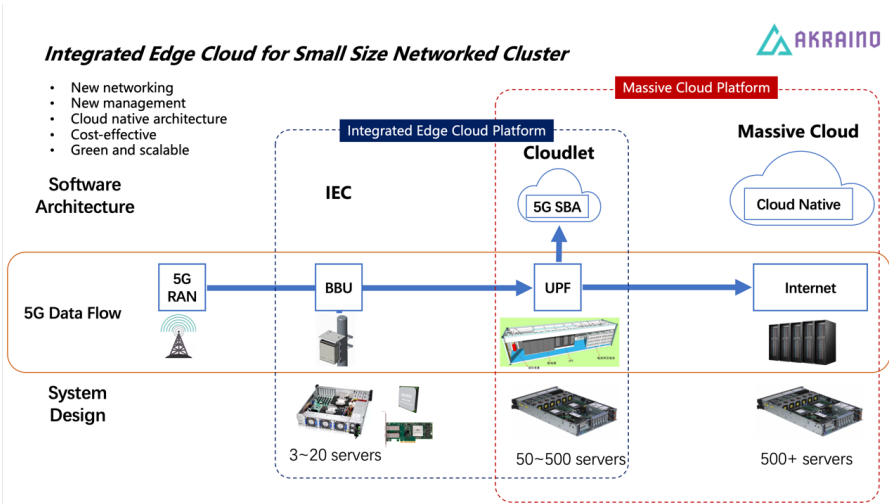 Integrated Edge Cloud for Small Size Networked Cluster
AKRAINO
• New networking
• New management
• Cloud native architecture
• Cost-effective
• Green and scalable
Massive Cloud Platform
Integrated Edge Cloud Platform
Massive Cloud
Cloudlet
Software
Architecture
IEC
5G SBA
Cloud Native
5G Data Flow
5G
RAN
BBU
UPF
Internet
System
Design
3~20 servers
50~500 servers
500+ servers